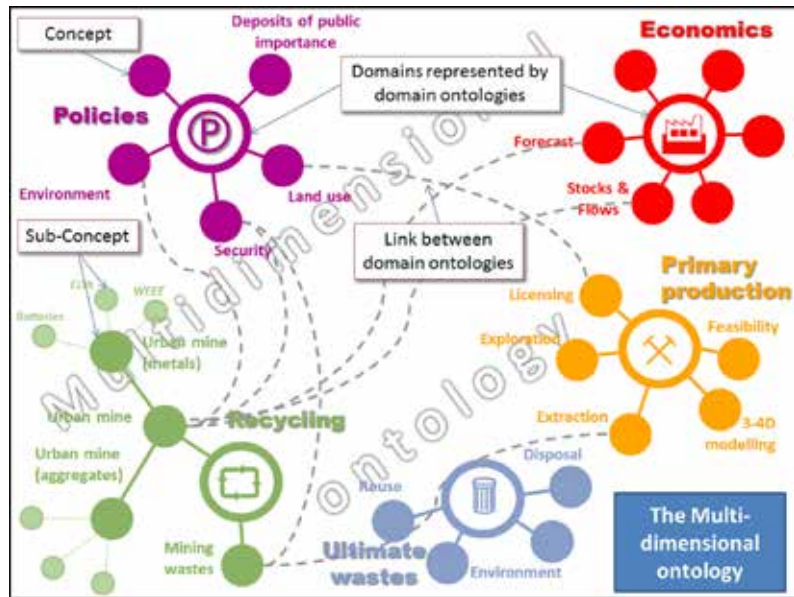 Concept
Deposits of public
importance
Economics
Domains represented by
domain ontologies
Policies
P
Forecast
Environment
Land use
Stocks &
Flows
Sub-Concept
Security
Link between
domain ontologies
Primary
production
Licensing
ELVs
WEEE
Batteries
Feasibility
Urban mine
(metals)
Exploration
Urban mine
Recycling
Extraction
3-4D
modelling
Urban mine
(aggregates)
Disposal
Reuse
Mining
wastes
Ultimate
wastes
Environment
The Multi-
dimensional
ontology
Multidimensional
ontology